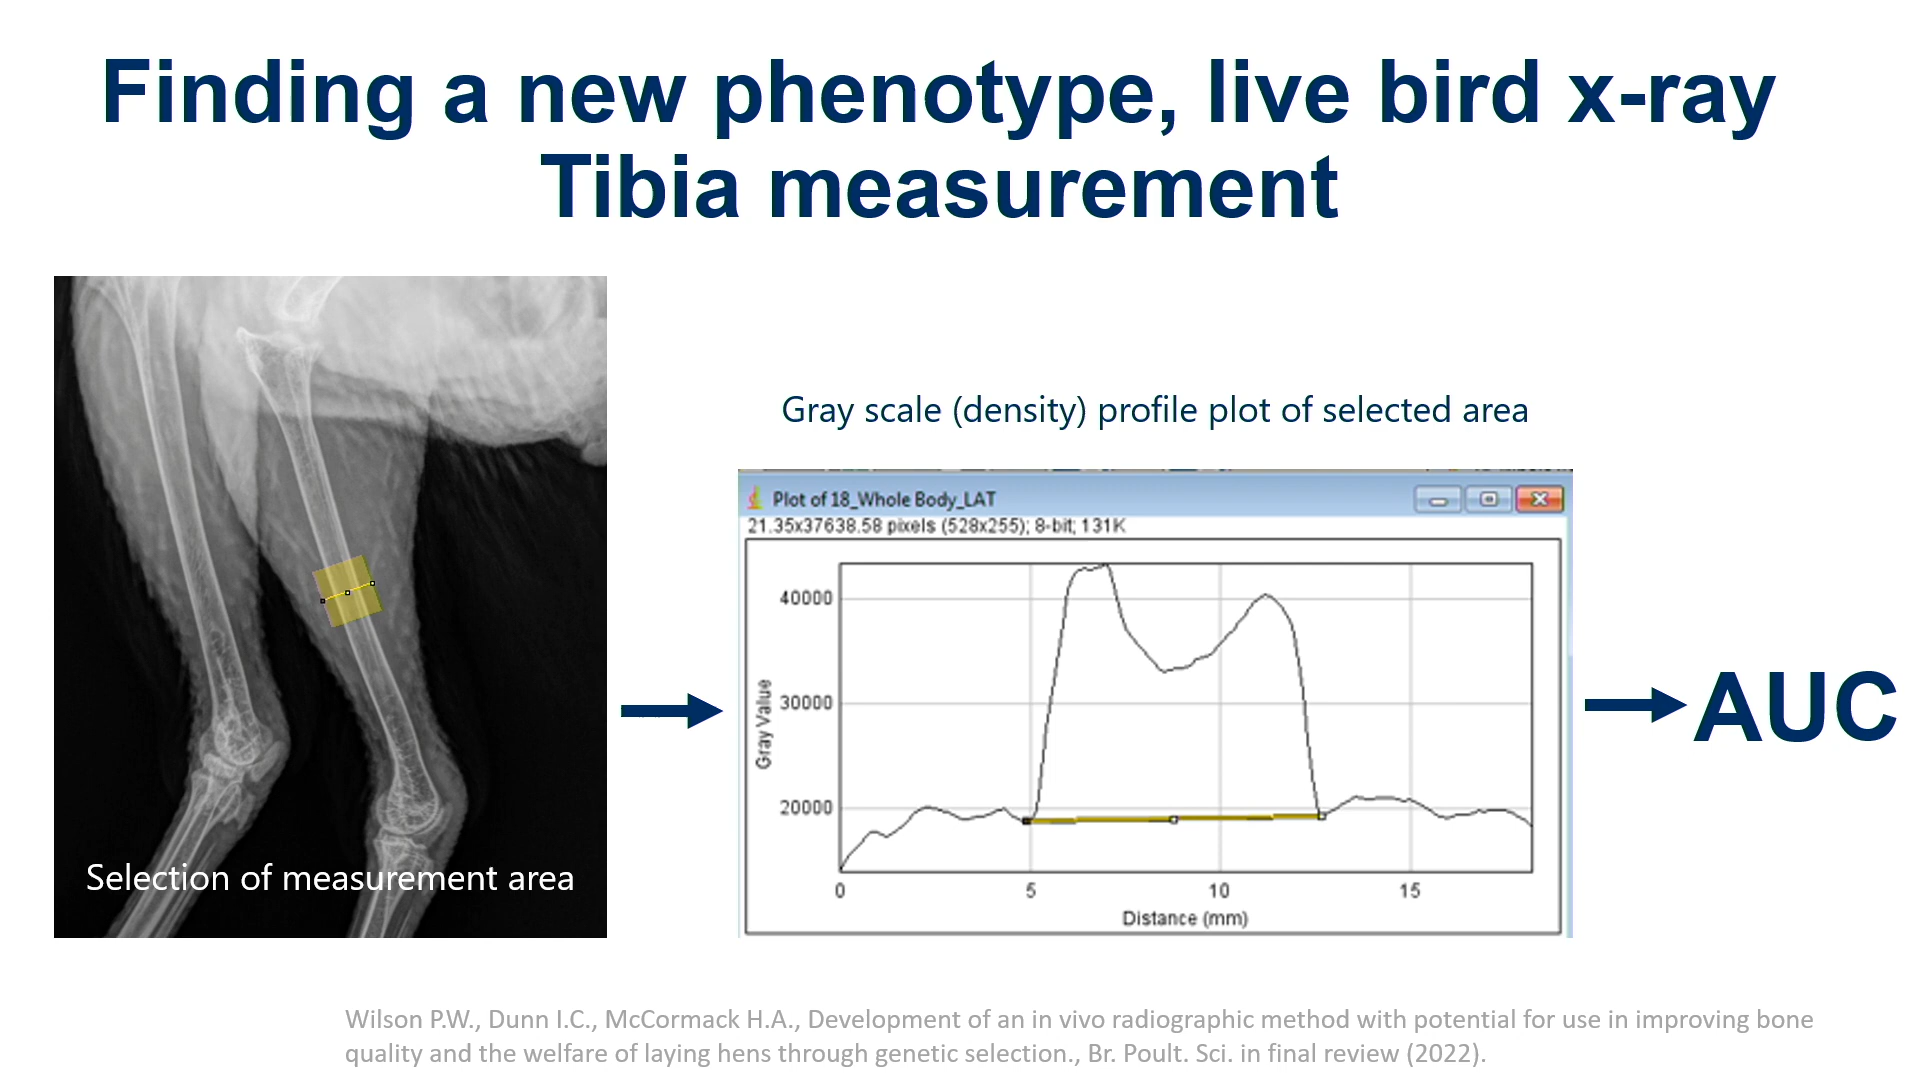 Finding a new phenotype, live bird x-ray
Tibia measurement
Selection of measurement area
Gray scale (density) profile plot of selected area
Plot of 18_Whole Body_LAT
21.35x37638.58 pixels (528x255); 8-bit; 131K
40000
30000
20000
Gray Value
0 5 10 15
Distance (mm)
AUC
Wilson P.W., Dunn I.C., McCormack H.A., Development of an in vivo radiographic method with potential for use in improving bone
quality and the welfare of laying hens through genetic selection., Br. Poult. Sci. in final review (2022).